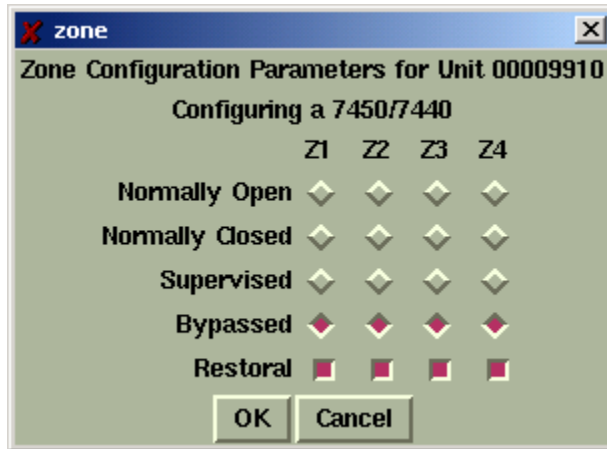 zone
Zone Configuration Parameters for Unit 00009910
Configuring a 7450/7440
Z1 Z2 Z3 Z4
Normally Open
Normally Closed
Supervised
Bypassed
Restoral
OK Cancel